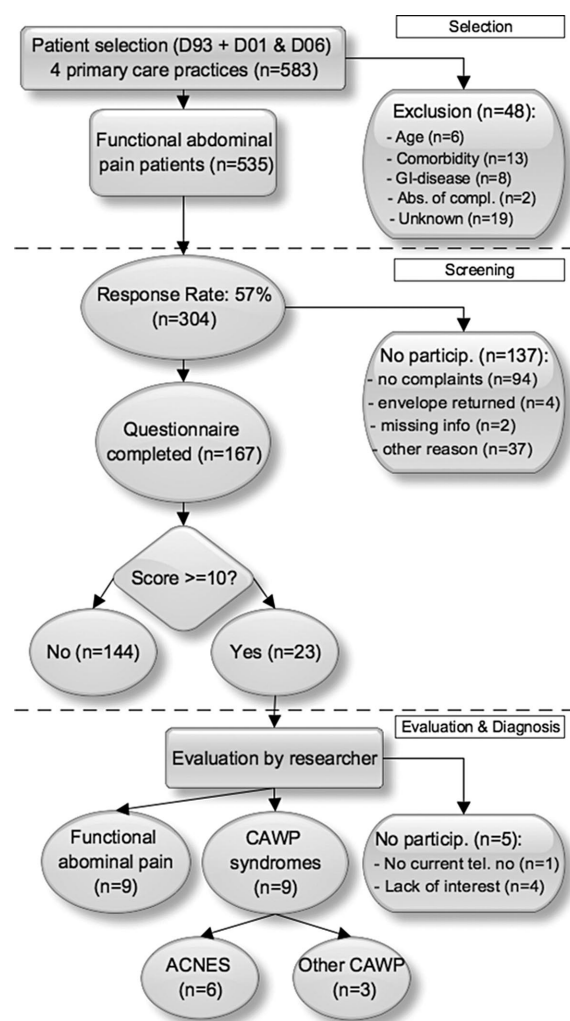 Selection
Patient selection (D93 + D01 & D06)
4 primary care practices (n=583)
Exclusion (n=48):
- Age (n=6)
- Comorbidity (n=13)
- GI-disease (n=8)
- Abs. of compl. (n=2)
- Unknown (n=19)
Functional abdominal
pain patients (n=535)
Screening
Response Rate: 57%
(n=304)
No particip. (n=137):
- no complaints (n=94)
- envelope returned (n=4)
- missing info (n=2)
- other reason (n=37)
Questionnaire
completed (n=167)
Score >=10?
No (n=144)
Yes (n=23)
Evaluation & Diagnosis
Evaluation by researcher
Functional
abominal pain
(n=9)
CAWP
syndromes
(n=9)
No particip. (n=5):
- No current tel. no (n=1)
- Lack of interest (n=4)
ACNES
(n=6)
Other CAWP
(n=3)